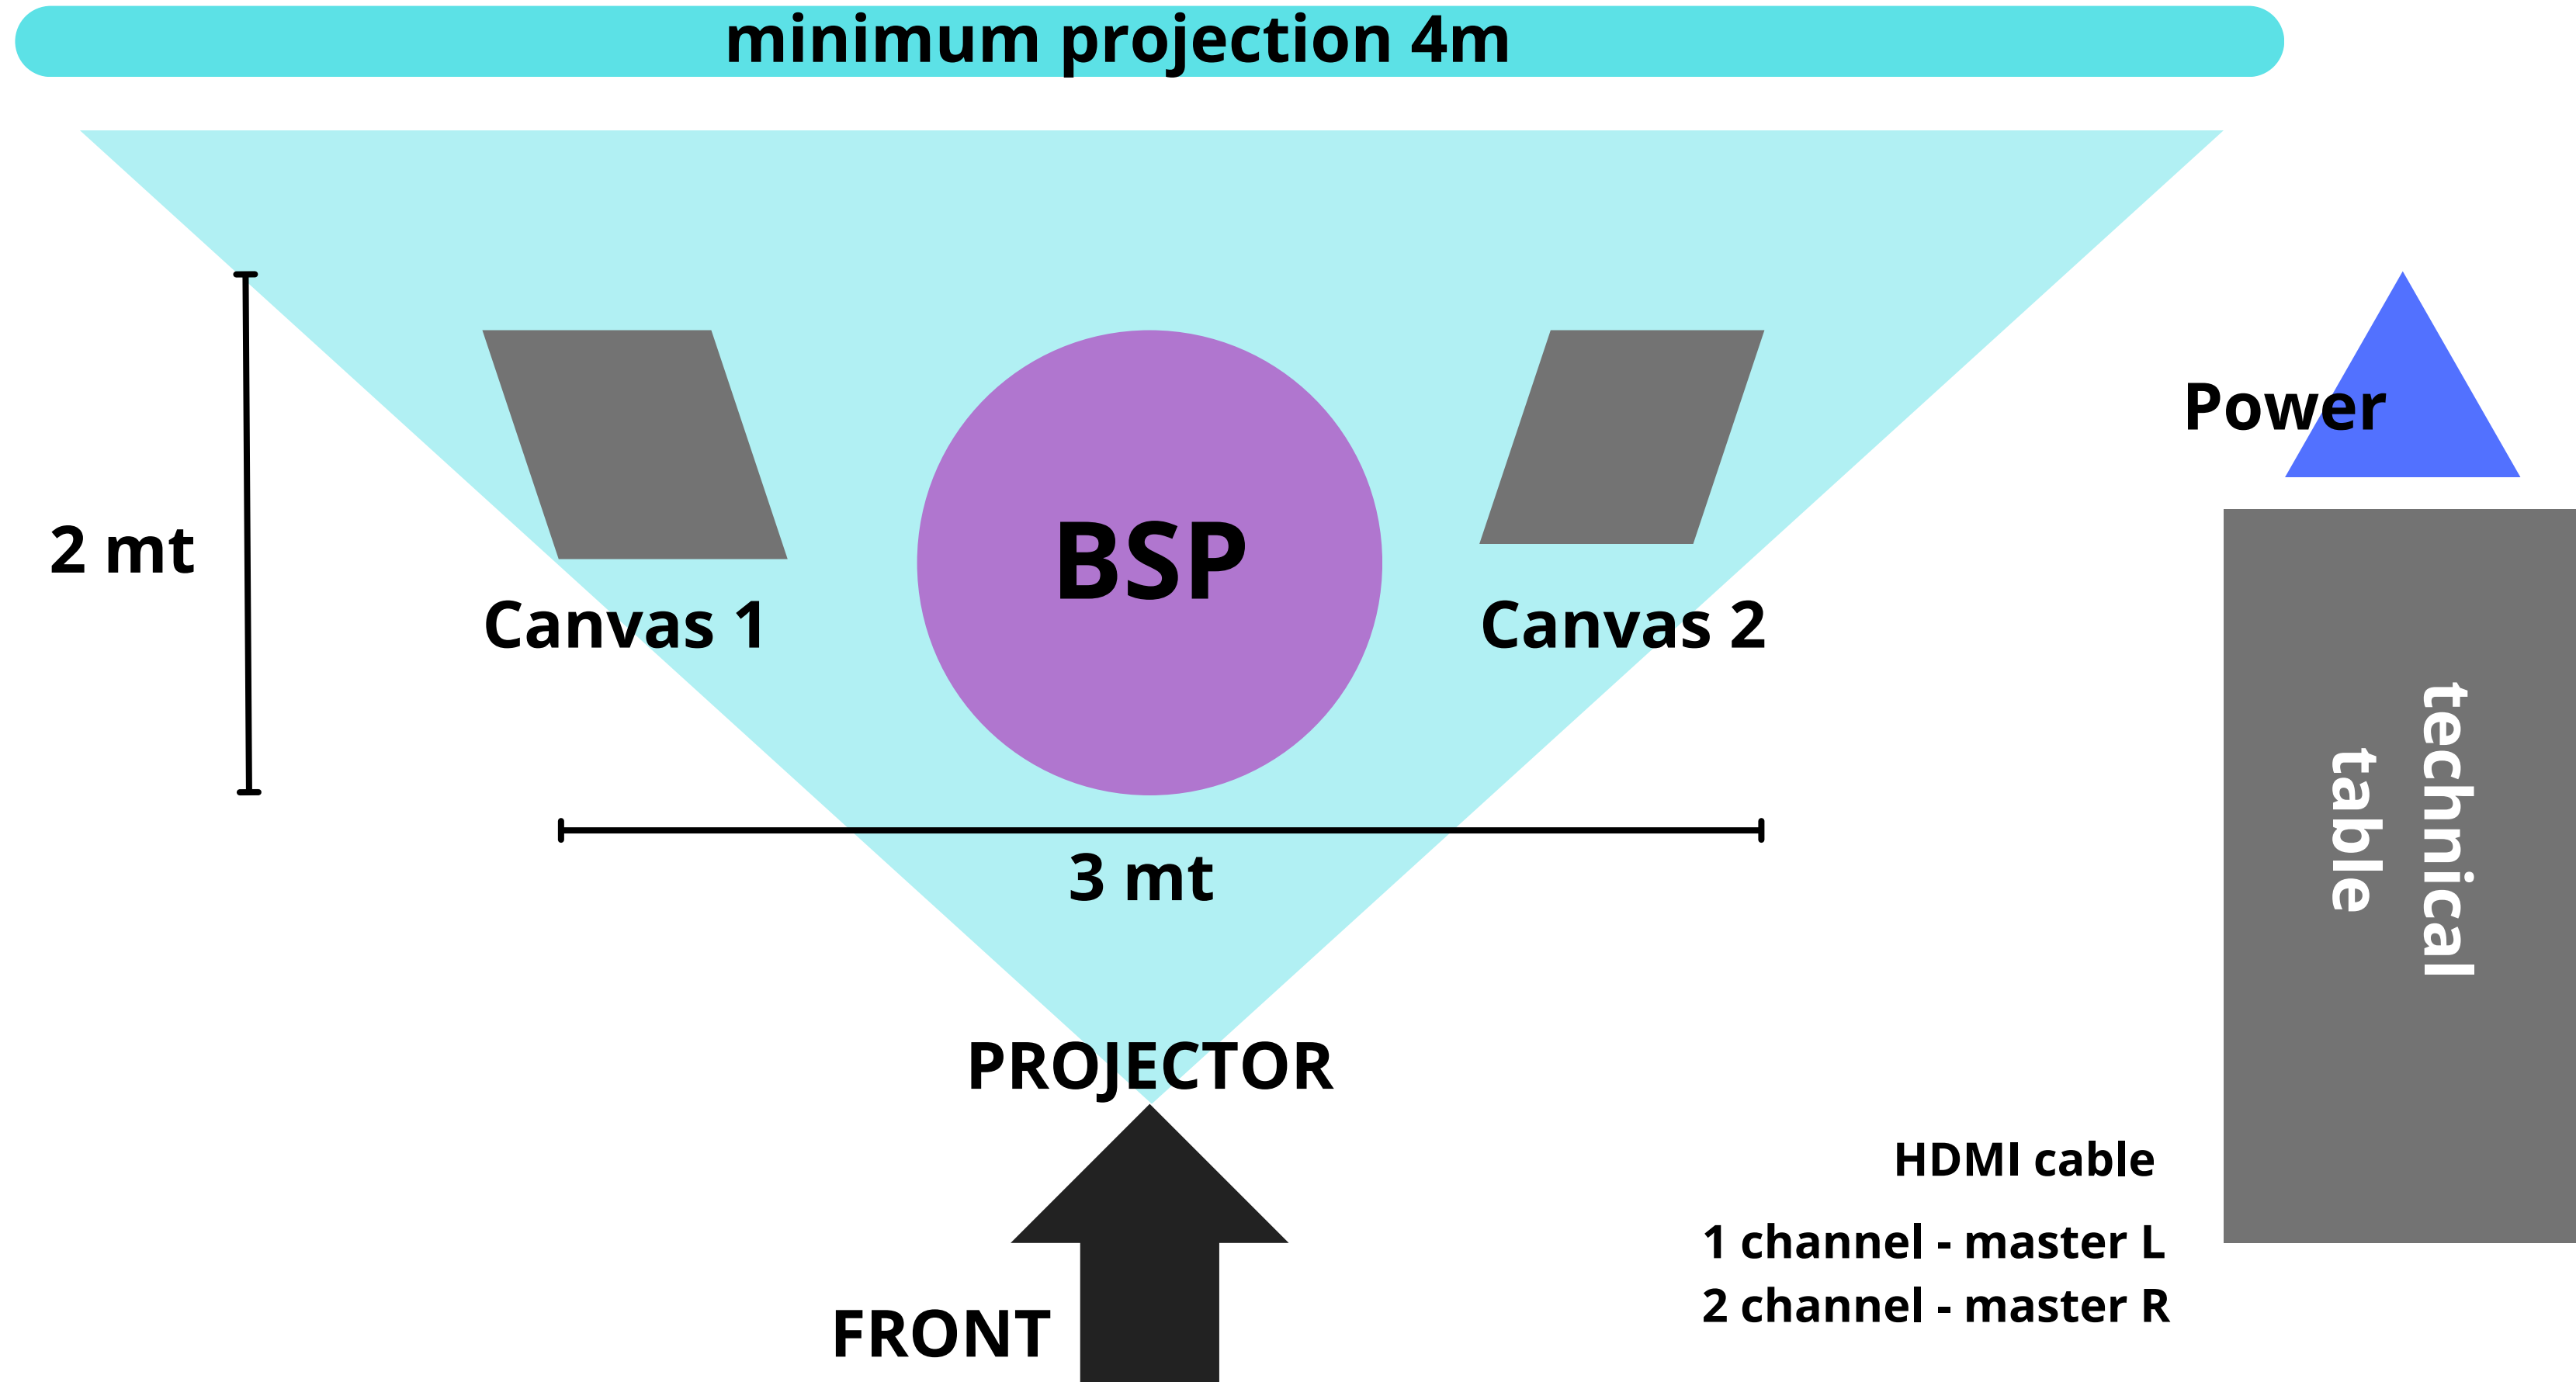 minimum projection 4m
Power
2 mt
BSP
Canvas 1
Canvas 2
technical
table
3 mt
PROJECTOR
HDMI cable
1 channel - master L
2 channel - master R
FRONT